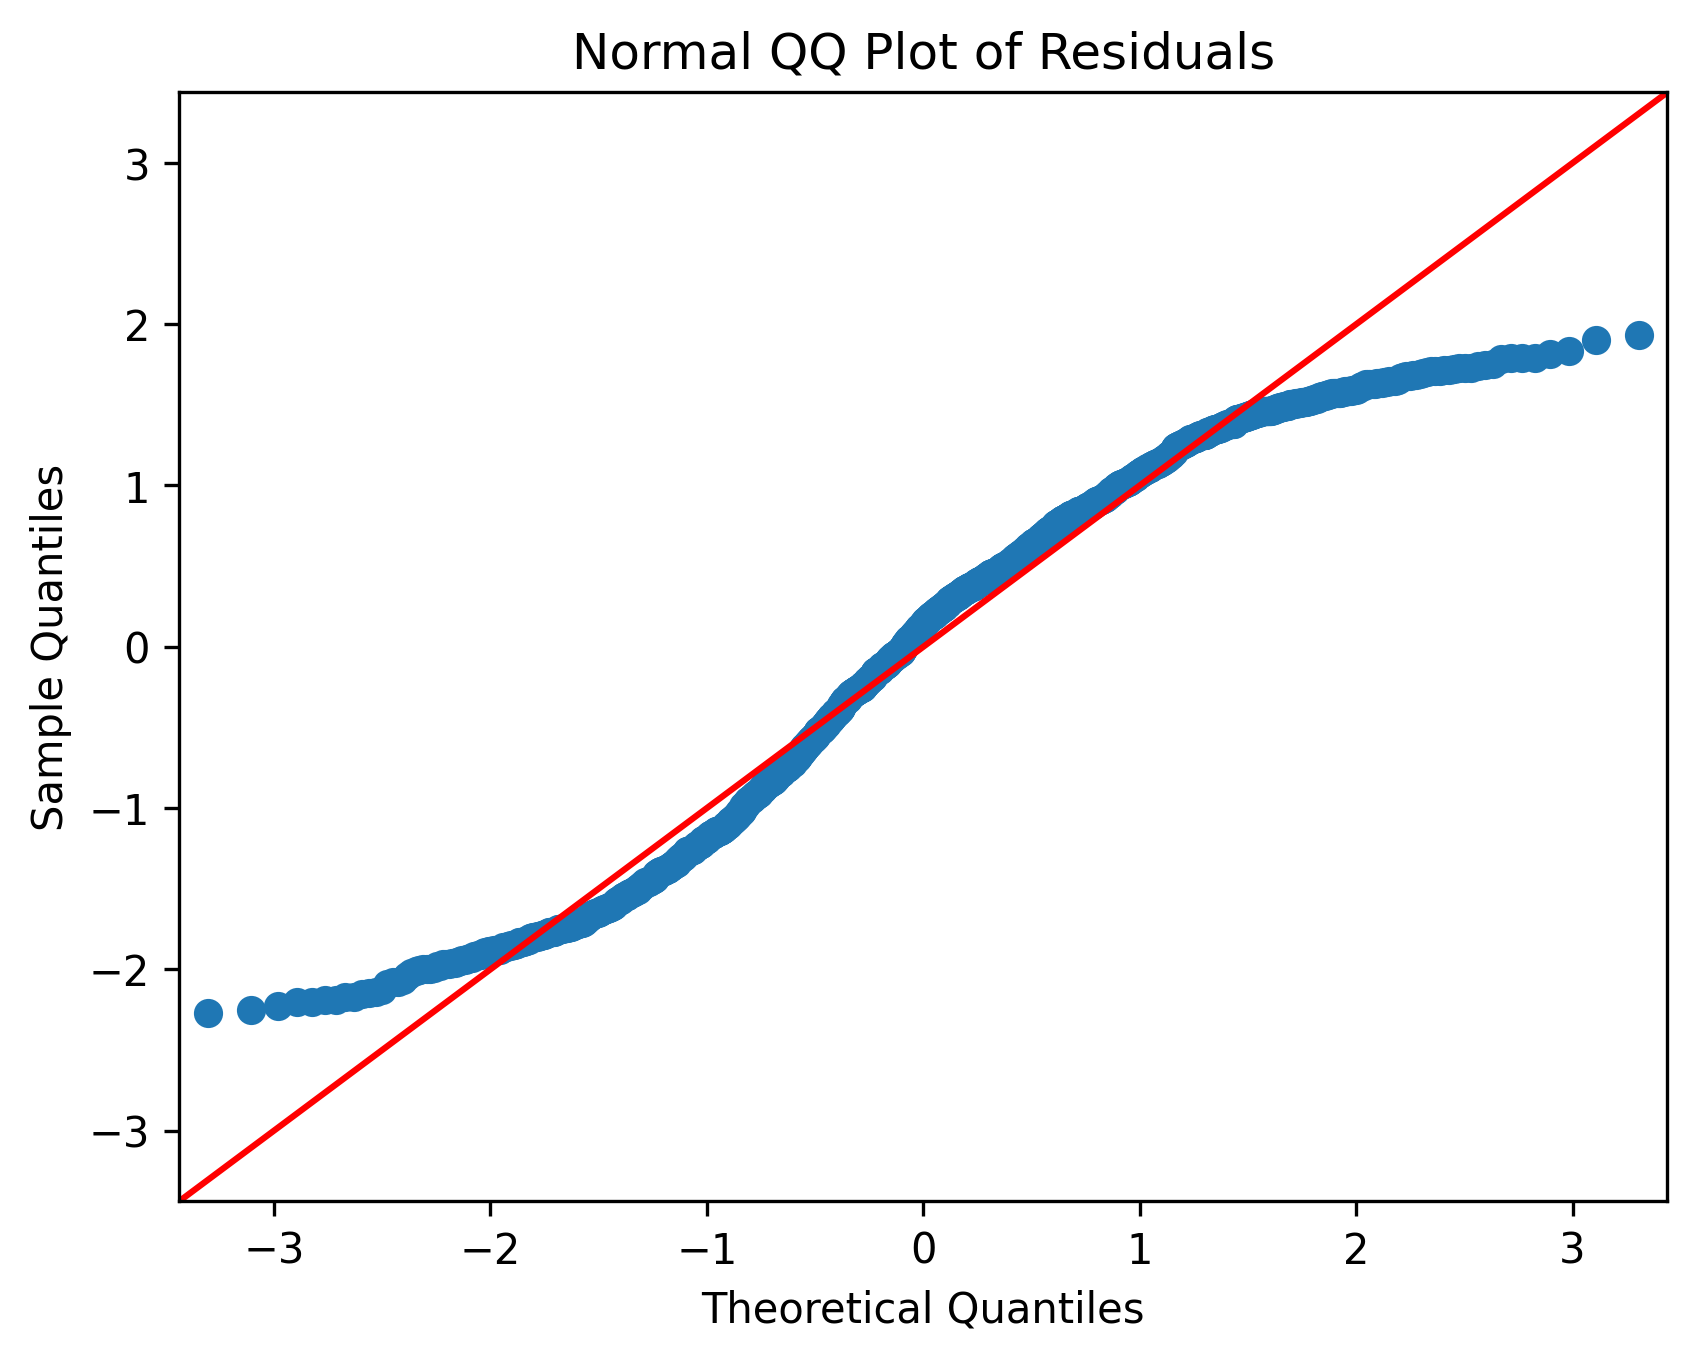 Normal QQ Plot of Residuals
3
2
1
0
−1
−2
−3
Sample Quantiles
−3 −2 −1 0 1 2 3
Theoretical Quantiles